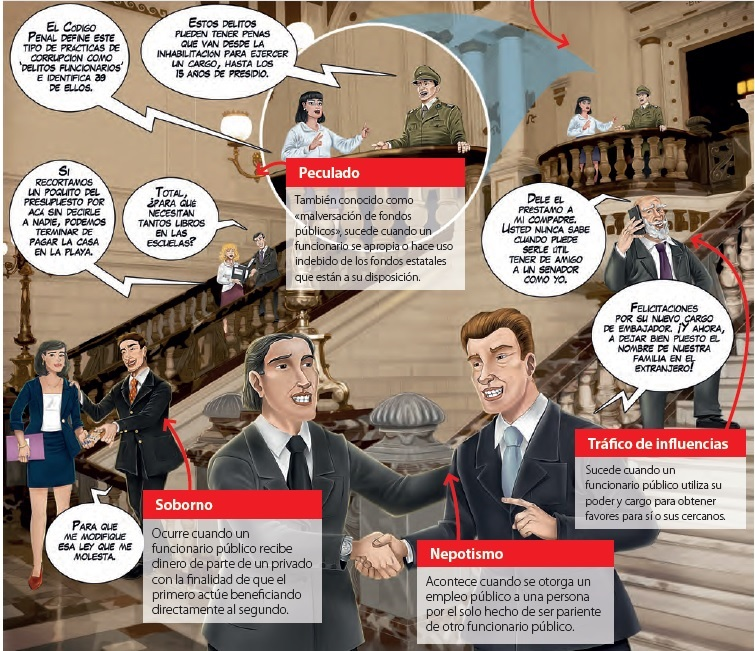 EL CÓDIGO
PENAL DEFINE ESTE
TIPO DE PRÁCTICAS DE
CORRUPCIÓN COMO
'DELITOS FUNCIONARIOS'
E IDENTIFICA 39
DE ELLOS.
ESTOS DELITOS
PUEDEN TENER PENAS
QUE VAN DESDE LA
INHABILITACIÓN PARA EJERCER
UN CARGO, HASTA LOS
15 AÑOS DE PRESIDIO.
SI
RECORTAMOS
UN POQUITO DEL
PRESUPUESTO POR
ACÁ SIN DECIRLE
A NADIE, PODEMOS
TERMINAR DE
PAGAR LA CASA
EN LA PLAYA.
TOTAL,
¿PARA QUÉ
NECESITAN
TANTOS LIBROS
EN LAS
ESCUELAS?
Peculado
También conocido como
«malversación de fondos
públicos», sucede cuando un
funcionario se apropia o hace uso
indebido de los fondos estatales
que están a su disposición.
DELE EL
PRÉSTAMO A
MI COMPADRE.
USTED NUNCA SABE
CUANDO PUEDE
SERLE ÚTIL
TENER DE AMIGO
A UN SENADOR
COMO YO.
FELICITACIONES
POR SU NUEVO CARGO
DE EMBAJADOR. ¡Y AHORA,
A DEJAR BIEN PUESTO EL
NOMBRE DE NUESTRA
FAMILIA EN EL
EXTRANJERO!
Tráfico de influencias
Sucede cuando un
funcionario público utiliza su
poder y cargo para obtener
favores para sí o sus cercanos.
PARA QUE
ME MODIFIQUE
ESA LEY QUE ME
MOLESTA.
Soborno
Ocurre cuando un
funcionario público recibe
dinero de parte de un privado
con la finalidad de que el
primero actúe beneficiando
directamente al segundo.
Nepotismo
Acontece cuando se otorga un
empleo público a una persona
por el solo hecho de ser pariente
de otro funcionario público.